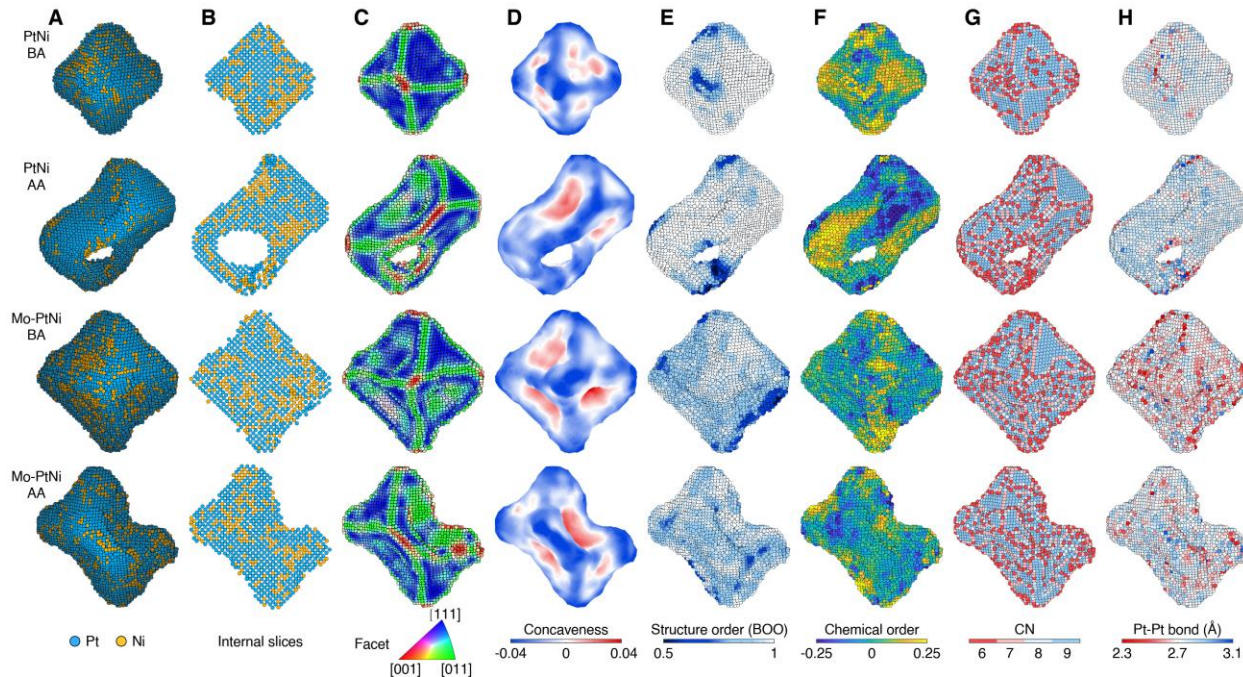 A B C D E F G H
PtNi
BA
PtNi
AA
Mo-PtNi
BA
Mo-PtNi
AA
Pt Ni
Internal slices
Facet
[111]
[001] [011]
Concaveness
-0.04 0 0.04
Structure order (BOO)
0.5 1
Chemical order
-0.25 0 0.25
CN
6 7 8 9
Pt-Pt bond (Å)
2.3 2.7 3.1